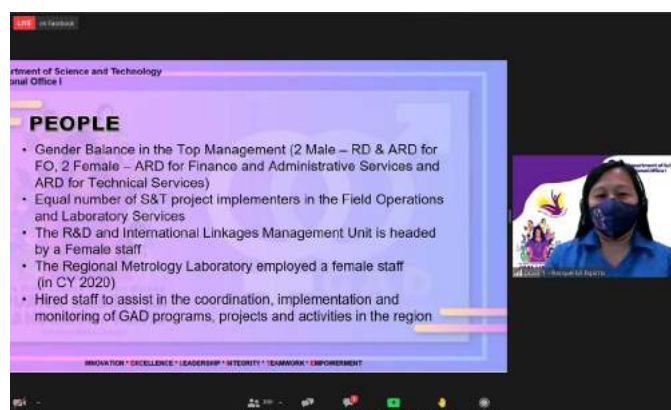 LIVE on Facebook
rtment of Science and Technology
onal Office I
PEOPLE
• Gender Balance in the Top Management (2 Male – RD & ARD for
FO, 2 Female – ARD for Finance and Administrative Services and
ARD for Technical Services)
• Equal number of S&T project implementers in the Field Operations
and Laboratory Services
• The R&D and International Linkages Management Unit is headed
by a Female staff
• The Regional Metrology Laboratory employed a female staff
(in CY 2020)
• Hired staff to assist in the coordination, implementation and
monitoring of GAD programs, projects and activities in the region
INNOVATION * EXCELLENCE * LEADERSHIP * INTEGRITY * TEAMWORK * EMPOWERMENT